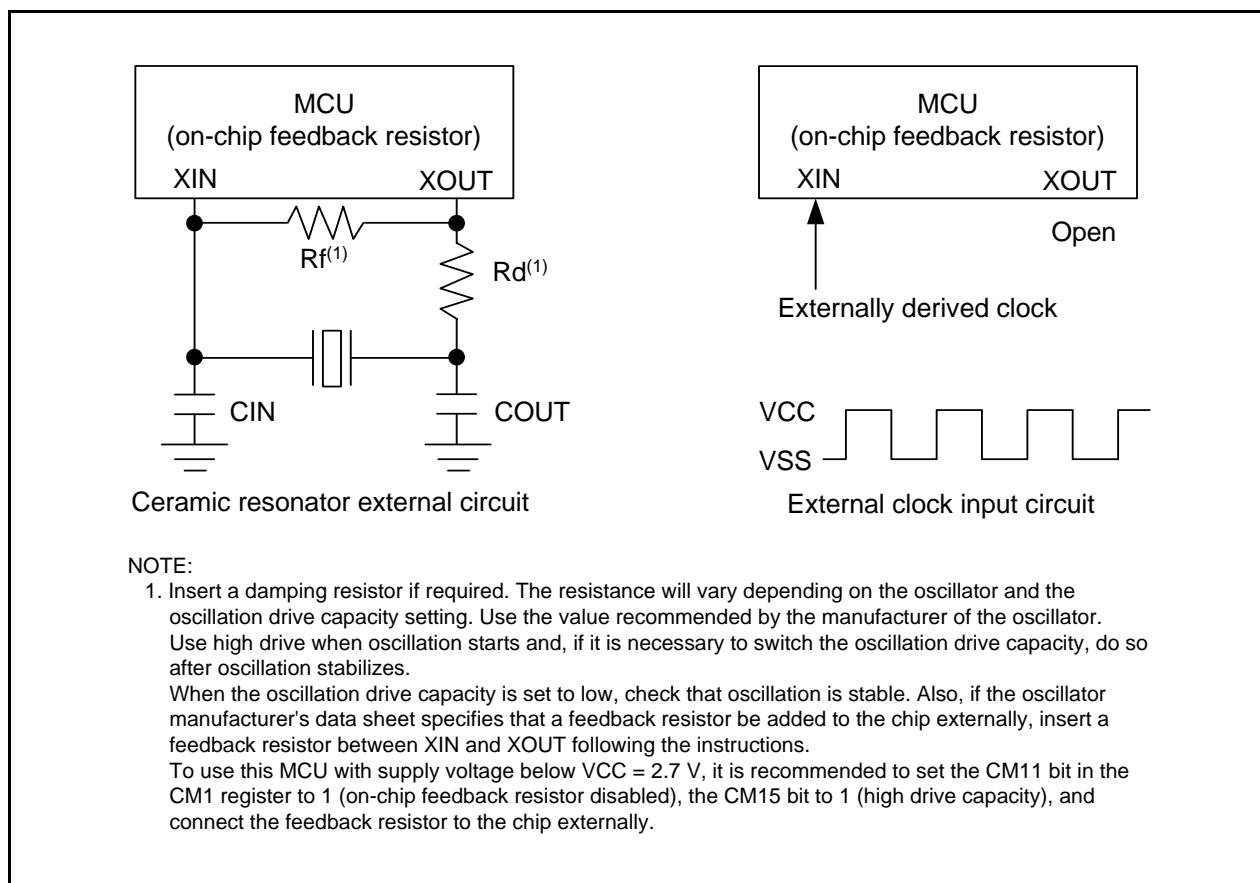 MCU
(on-chip feedback resistor)
XIN XOUT
Rf(1)
Rd(1)
CIN COUT
Ceramic resonator external circuit
MCU
(on-chip feedback resistor)
XIN XOUT
Open
Externally derived clock
VCC
VSS
External clock input circuit
NOTE:
1. Insert a damping resistor if required. The resistance will vary depending on the oscillator and the
oscillation drive capacity setting. Use the value recommended by the manufacturer of the oscillator.
Use high drive when oscillation starts and, if it is necessary to switch the oscillation drive capacity, do so
after oscillation stabilizes.
When the oscillation drive capacity is set to low, check that oscillation is stable. Also, if the oscillator
manufacturer's data sheet specifies that a feedback resistor be added to the chip externally, insert a
feedback resistor between XIN and XOUT following the instructions.
To use this MCU with supply voltage below VCC = 2.7 V, it is recommended to set the CM11 bit in the
CM1 register to 1 (on-chip feedback resistor disabled), the CM15 bit to 1 (high drive capacity), and
connect the feedback resistor to the chip externally.